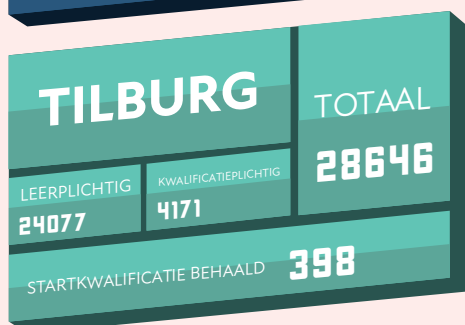 TILBURG
TOTAAL
28646
LEERPLICHTIG
24077
KWALIFICATIEPLICHTIG
4171
STARTKWALIFICATIE BEHAALD 398